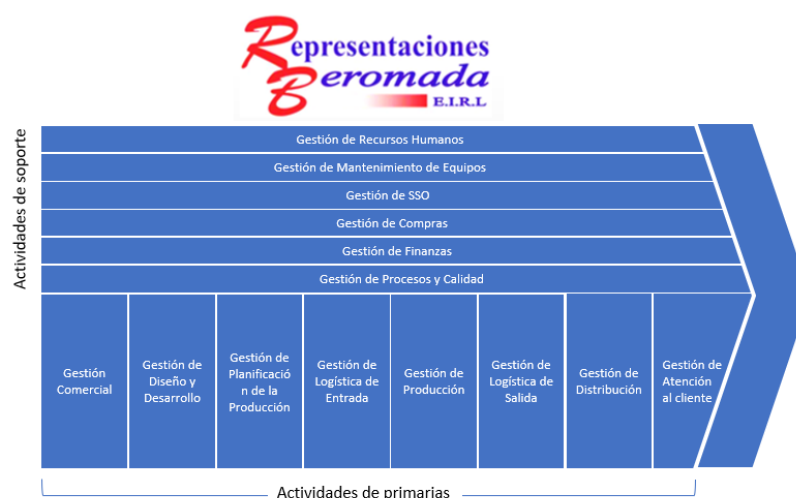 Representaciones
Beromada
E.I.R.L
Actividades de soporte
Gestión de Recursos Humanos
Gestión de Mantenimiento de Equipos
Gestión de SSO
Gestión de Compras
Gestión de Finanzas
Gestión de Procesos y Calidad
Gestión
Comercial
Gestión de
Diseño y
Desarrollo
Gestión de
Planificació
n de la
Producción
Gestión de
Logística de
Entrada
Gestión de
Producción
Gestión de
Logística de
Salida
Gestión de
Distribución
Gestión de
Atención
al cliente
Actividades de primarias